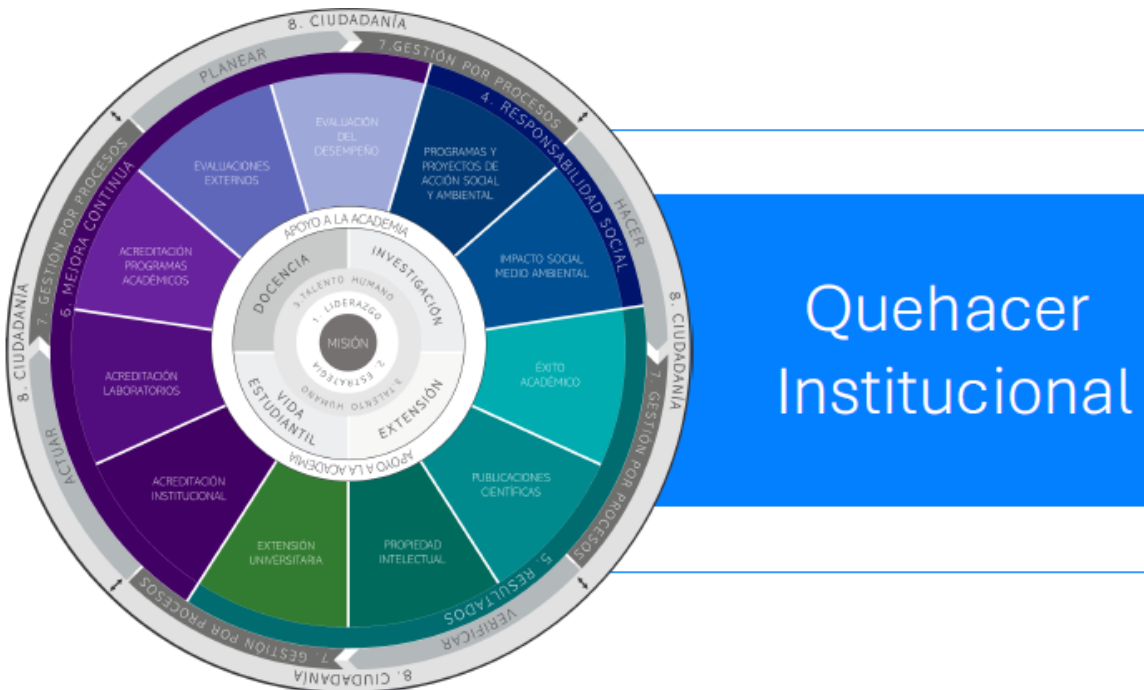 8. CIUDADANÍA
PLANEAR
7. GESTIÓN POR PROCESOS
HACER
8. CIUDADANÍA
7. GESTIÓN POR PROCESOS
VERIFICAR
8. CIUDADANÍA
7. GESTIÓN POR PROCESOS
ACTUAR
8. CIUDADANÍA
7. GESTIÓN POR PROCESOS
6. MEJORA CONTINUA
4. RESPONSABILIDAD SOCIAL
5. RESULTADOS
EVALUACIÓN
DEL
DESEMPEÑO
PROGRAMAS Y
PROYECTOS DE
ACCIÓN SOCIAL
Y AMBIENTAL
IMPACTO SOCIAL
MEDIO AMBIENTAL
ÉXITO
ACADÉMICO
PUBLICACIONES
CIENTÍFICAS
PROPIEDAD
INTELECTUAL
EXTENSIÓN
UNIVERSITARIA
ACREDITACIÓN
INSTITUCIONAL
ACREDITACIÓN
LABORATORIOS
ACREDITACIÓN
PROGRAMAS
ACADÉMICOS
EVALUACIONES
EXTERNOS
APOYO A LA ACADEMIA
DOCENCIA
INVESTIGACIÓN
EXTENSIÓN
VIDA
ESTUDIANTIL
APOYO A LA ACADEMIA
3. TALENTO HUMANO
1. LIDERAZGO
MISIÓN
2. ESTRATEGIA
3. TALENTO HUMANO
Quehacer
Institucional